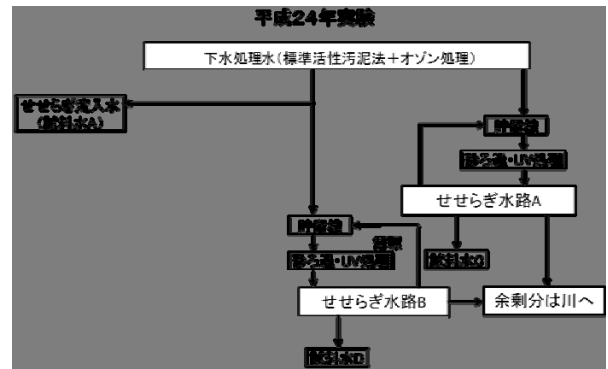 平成24年実験
下水処理水(標準活性汚泥法+オゾン処理)
せせらぎ流入水
(試料水A)
貯留槽
砂ろ過・UV処理
せせらぎ水路A
貯留槽
循環
試料水C
砂ろ過・UV処理
せせらぎ水路B
余剰分は川へ
試料水D